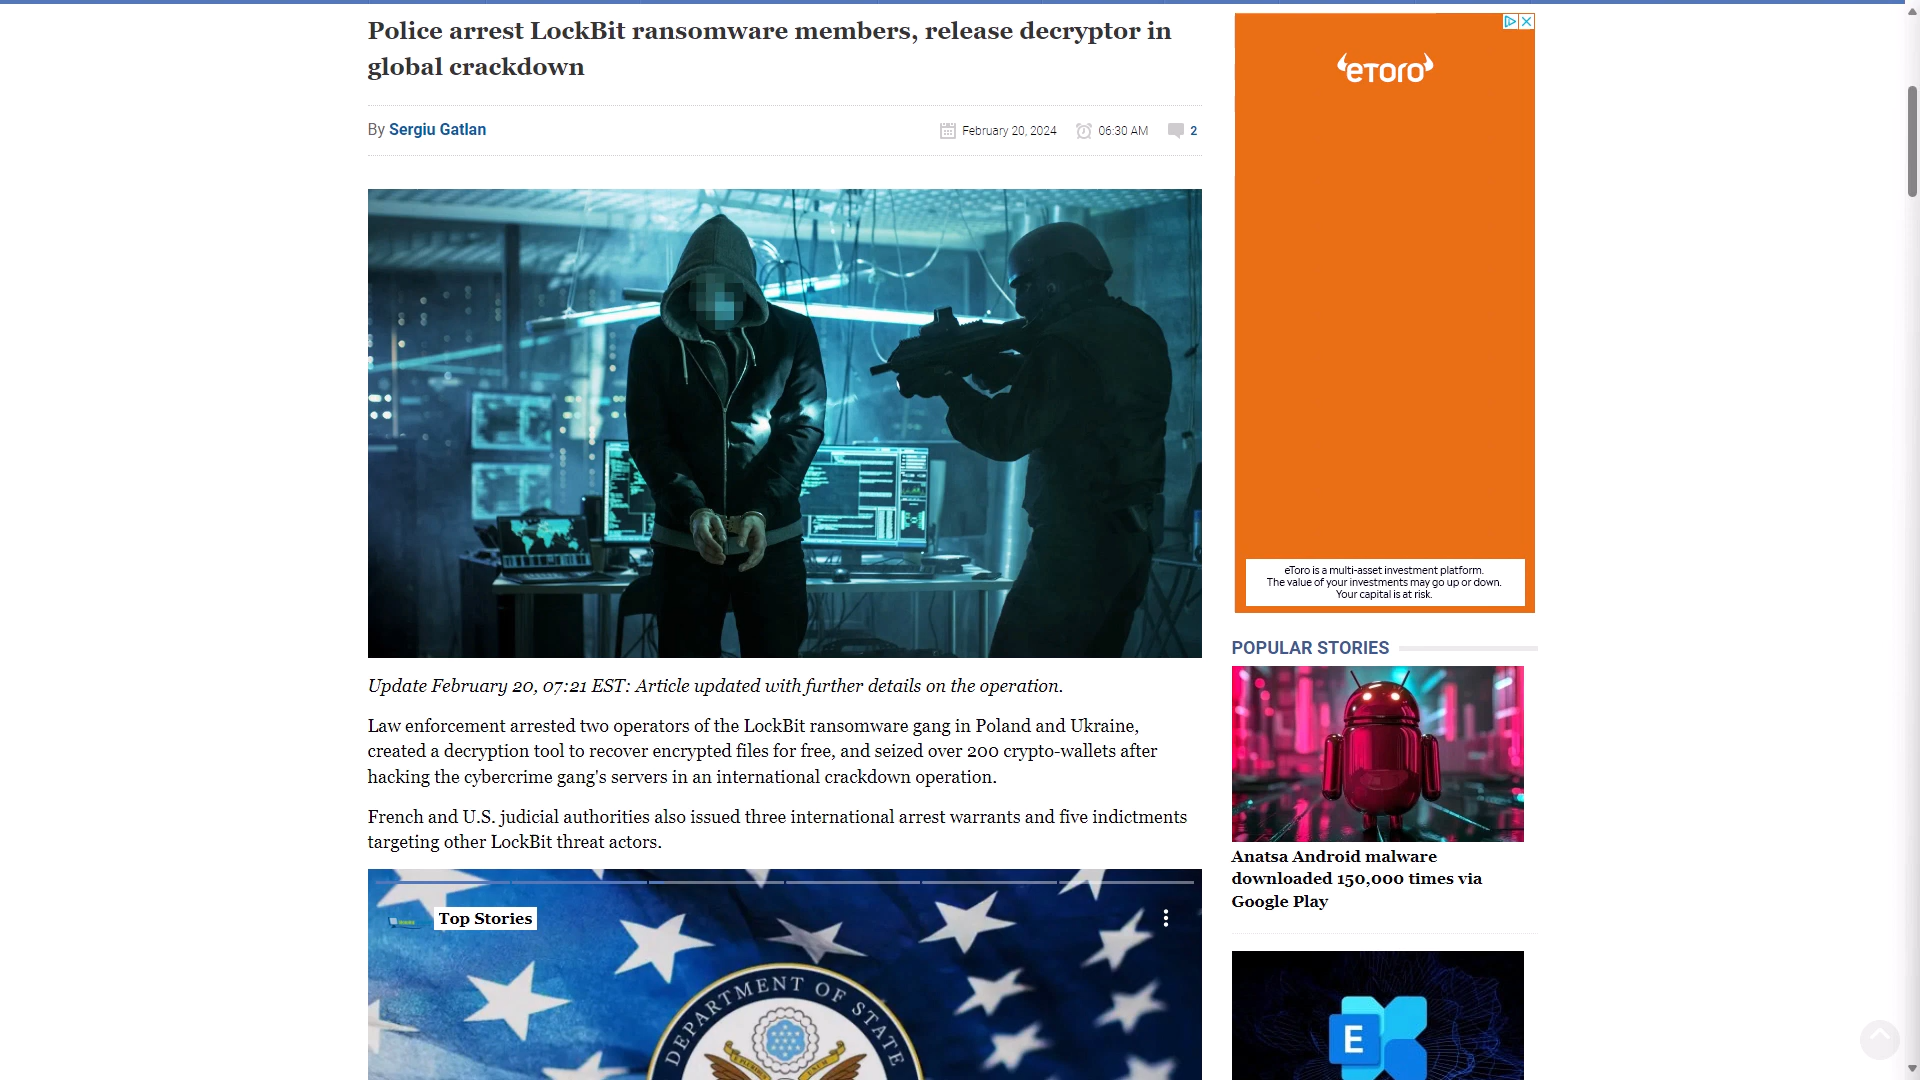 Police arrest LockBit ransomware members, release decryptor in
global crackdown
By Sergiu Gatlan
February 20, 2024
06:30 AM
2
Update February 20, 07:21 EST: Article updated with further details on the operation.
Law enforcement arrested two operators of the LockBit ransomware gang in Poland and Ukraine,
created a decryption tool to recover encrypted files for free, and seized over 200 crypto-wallets after
hacking the cybercrime gang's servers in an international crackdown operation.
French and U.S. judicial authorities also issued three international arrest warrants and five indictments
targeting other LockBit threat actors.
Top Stories
DEPARTMENT OF STATE
eToro
eToro is a multi-asset investment platform.
The value of your investments may go up or down.
Your capital is at risk.
POPULAR STORIES
Anatsa Android malware
downloaded 150,000 times via
Google Play
E